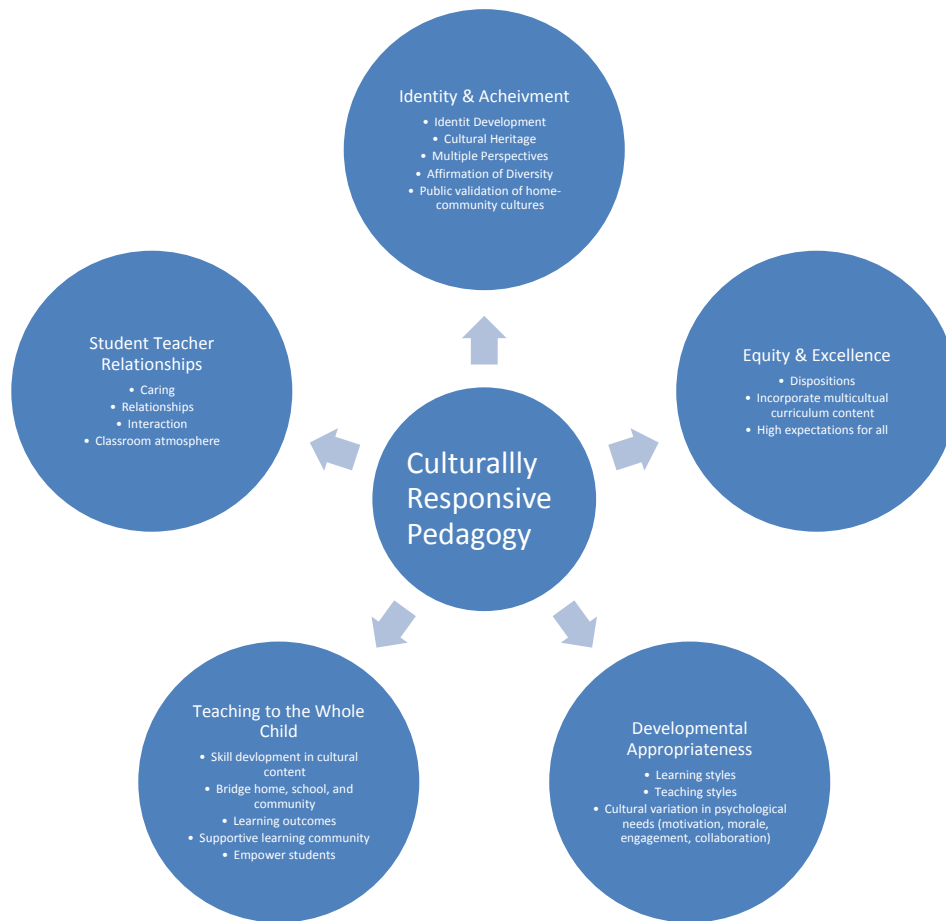 Identity & Acheivment
• Identit Development
• Cultural Heritage
• Multiple Perspectives
• Affirmation of Diversity
• Public validation of home-
community cultures
Student Teacher
Relationships
• Caring
• Relationships
• Interaction
• Classroom atmosphere
Equity & Excellence
• Dispositions
• Incorporate multicultual
curriculum content
• High expectations for all
Culturallly
Responsive
Pedagogy
Teaching to the Whole
Child
• Skill devlopment in cultural
content
• Bridge home, school, and
community
• Learning outcomes
• Supportive learning community
• Empower students
Developmental
Appropriateness
• Learning styles
• Teaching styles
• Cultural variation in psychological
needs (motivation, morale,
engagement, collaboration)